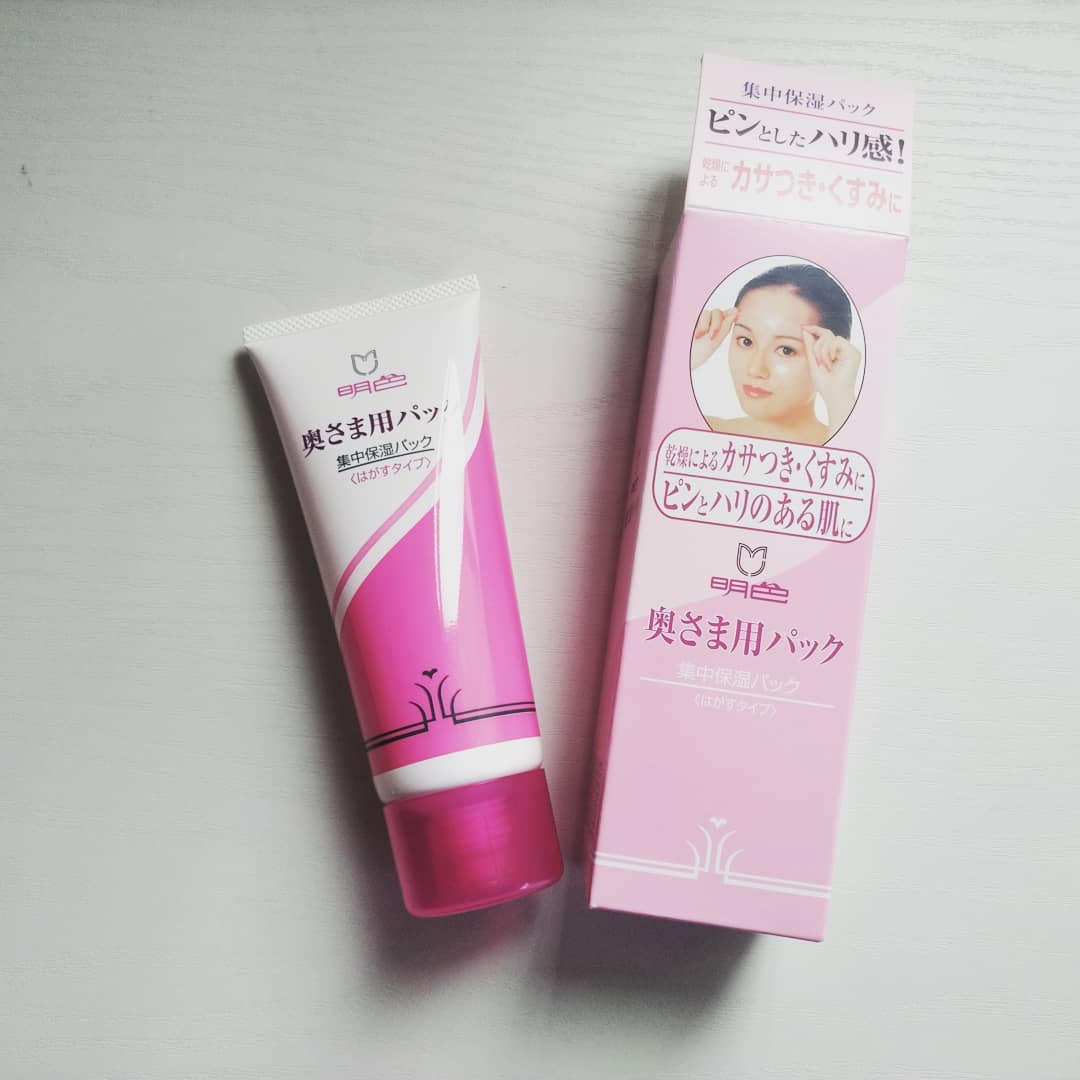 明色
奥さま用パック
集中保湿パック
〈はがすタイプ〉
集中保湿パック
ピンとしたハリ感!
乾燥に
よる カサつき・くすみに
乾燥によるカサつき・くすみに
ピンとハリのある肌に
明色
奥さま用パック
集中保湿パック
〈はがすタイプ〉